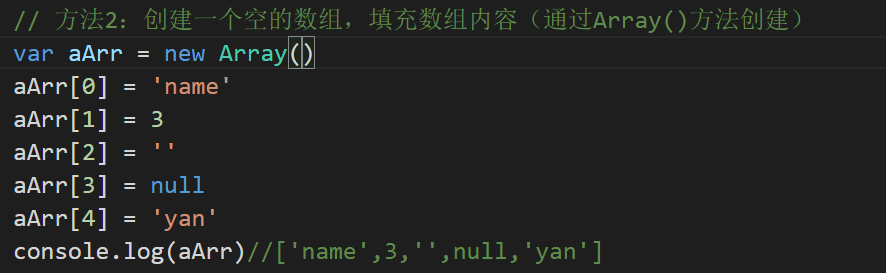 // 方法2：创建一个空的数组，填充数组内容（通过Array()方法创建）
var aArr = new Array()
aArr[0] = 'name'
aArr[1] = 3
aArr[2] = ''
aArr[3] = null
aArr[4] = 'yan'
console.log(aArr)//['name',3,'',null,'yan']